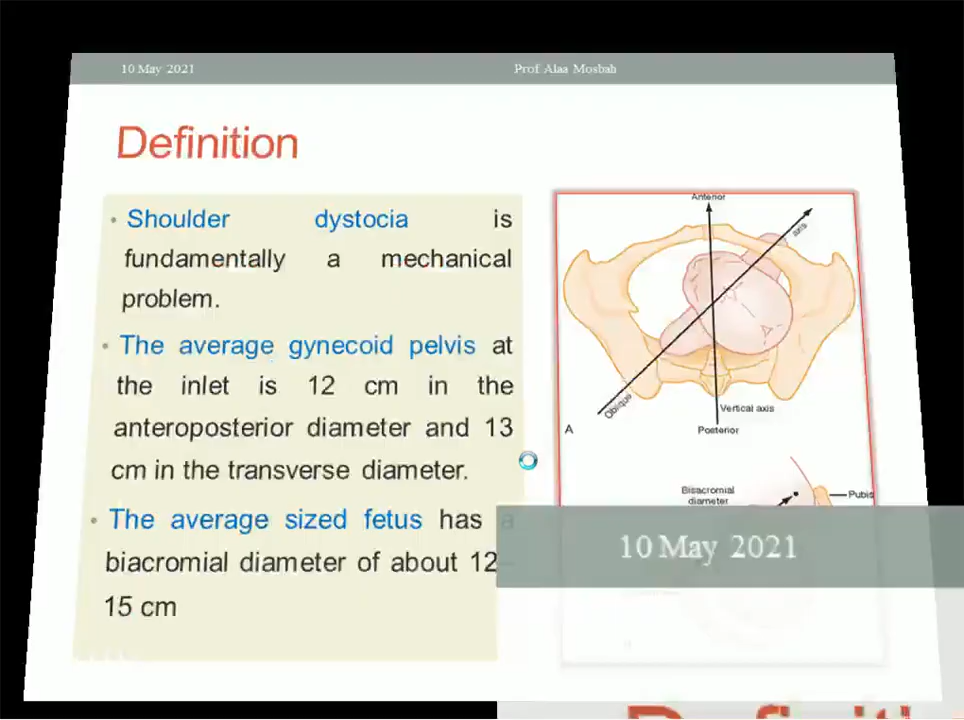 10 May 2021
Prof Alaa Mosbah
Definition
• Shoulder dystocia is
fundamentally a mechanical
problem.
• The average gynecoid pelvis at
the inlet is 12 cm in the
anteroposterior diameter and 13
cm in the transverse diameter.
• The average sized fetus has a
biacromial diameter of about 12-
15 cm
Anterior
axis
Oblique
Vertical axis
A
Posterior
Bisacromial
diameter
Pubis
10 May 2021